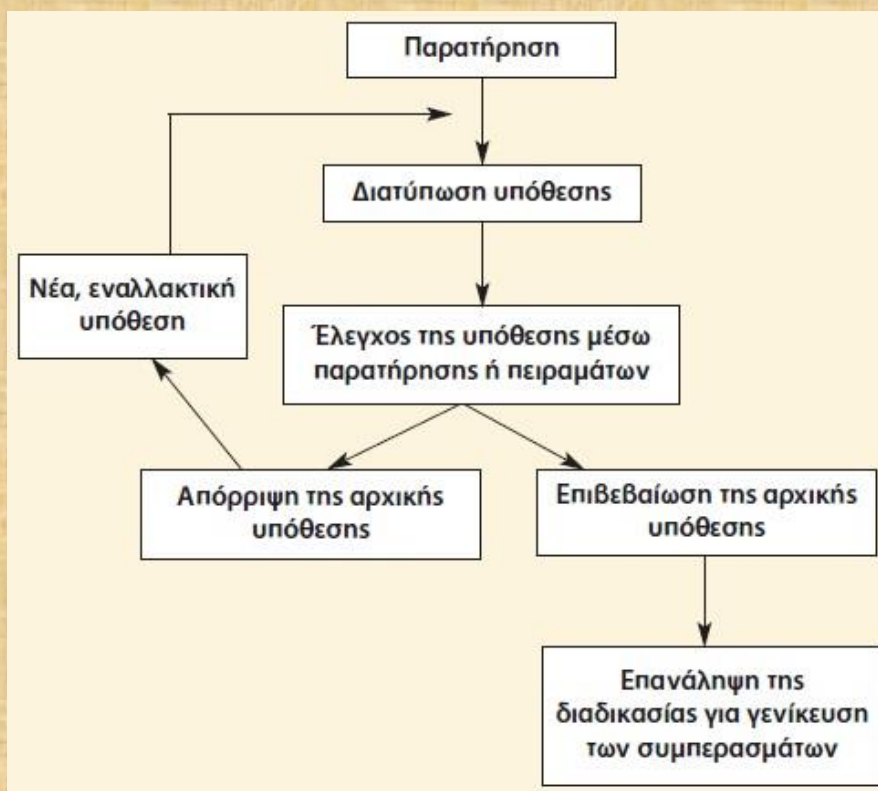 Παρατήρηση
Διατύπωση υπόθεσης
Νέα, εναλλακτική
υπόθεση
Έλεγχος της υπόθεσης μέσω
παρατήρησης ή πειραμάτων
Απόρριψη της αρχικής
υπόθεσης
Επιβεβαίωση της αρχικής
υπόθεσης
Επανάληψη της
διαδικασίας για γενίκευση
των συμπερασμάτων